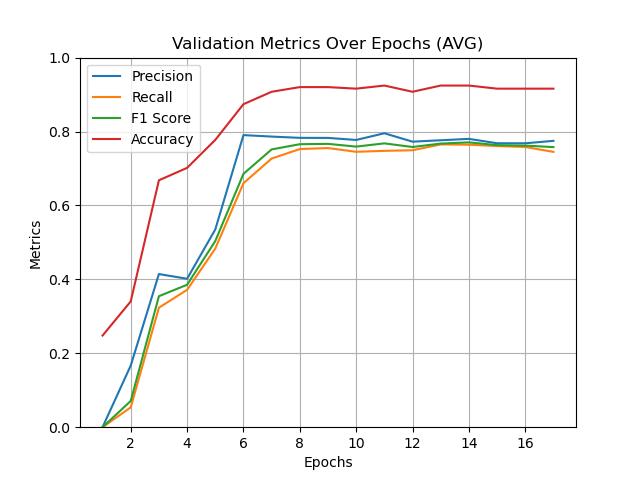 Validation Metrics Over Epochs (AVG)
1.0
0.8
0.6
0.4
0.2
0.0
Metrics
Precision
Recall
F1 Score
Accuracy
2 4 6 8 10 12 14 16
Epochs